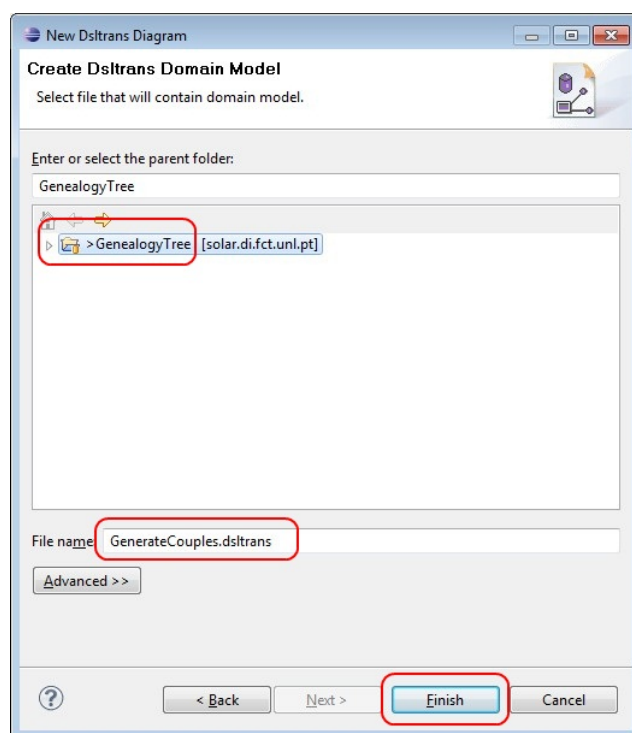 New Dsltrans Diagram
Create Dsltrans Domain Model
Select file that will contain domain model.
Enter or select the parent folder:
GenealogyTree
>GenealogyTree [solar.di.fct.unl.pt]
File name: GenerateCouples.dsltrans
Advanced >>
? < Back Next > Finish Cancel